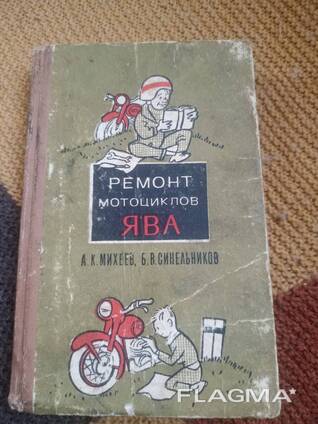 РЕМОНТ
МОТОЦИКЛОВ
ЯВА
А.К.МИХЕЕВ, Б.В.СИНЕЛЬНИКОВ
FLAGMA